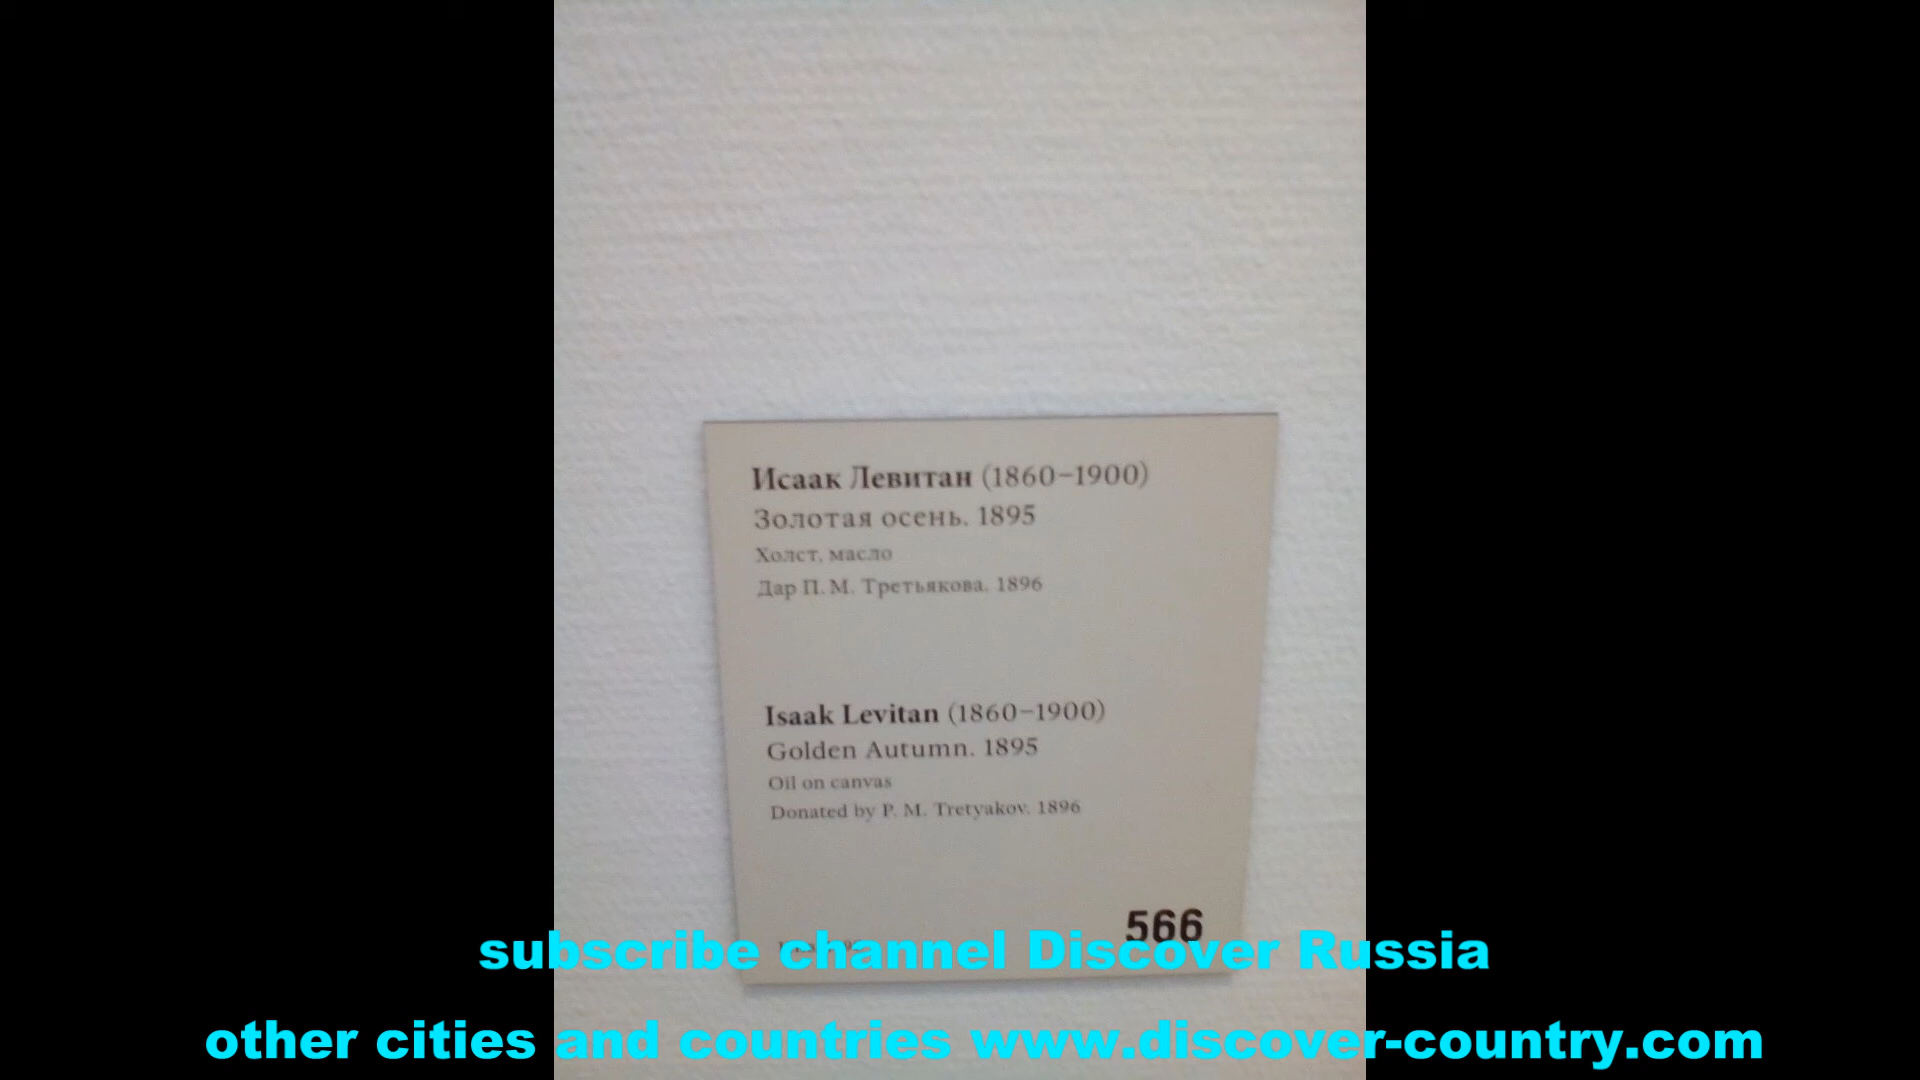 Исаак Левитан (1860–1900)
Золотая осень. 1895
Холст, масло
Дар П. М. Третьякова. 1896
Isaak Levitan (1860–1900)
Golden Autumn. 1895
Oil on canvas
Donated by P. M. Tretyakov. 1896
566
subscribe channel Discover Russia
other cities and countries www.discover-country.com